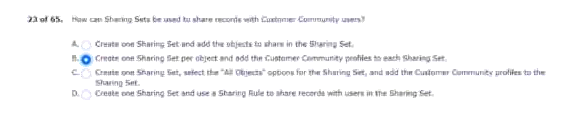 23 of 65. How can Sharing Sets be used to share records with Customer Community users?
A. Create one Sharing Set and add the objects to share in the Sharing Set.
B. Create one Sharing Set per object and add the Customer Community profiles to each Sharing Set.
C. Create one Sharing Set, select the "All Objects" options for the Sharing Set, and add the Customer Community profiles to the
Sharing Set.
D. Create one Sharing Set and use a Sharing Rule to share records with users in the Sharing Set.